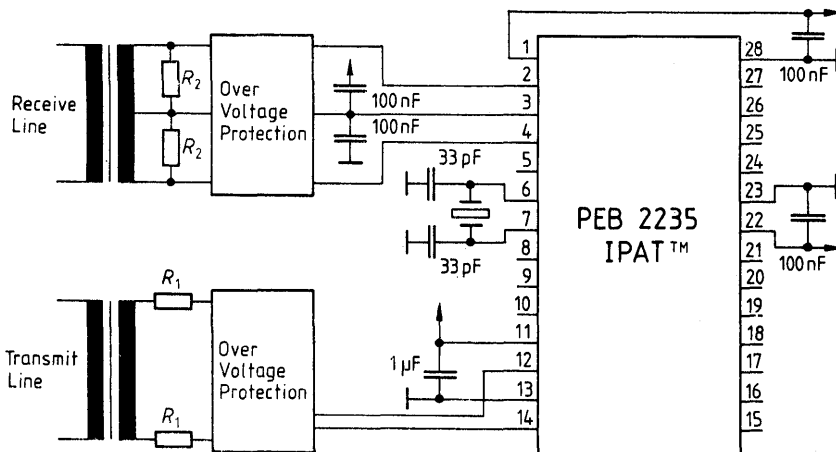 Receive
Line
R2
R2
Over
Voltage
Protection
100 nF
100 nF
33 pF
33 pF
1
2
3
4
5
6
7
8
9
10
11
12
13
14
PEB 2235
IPAT™
28
27
26
25
24
23
22
21
20
19
18
17
16
15
100 nF
100 nF
Transmit
Line
R1
R1
Over
Voltage
Protection
1 µF